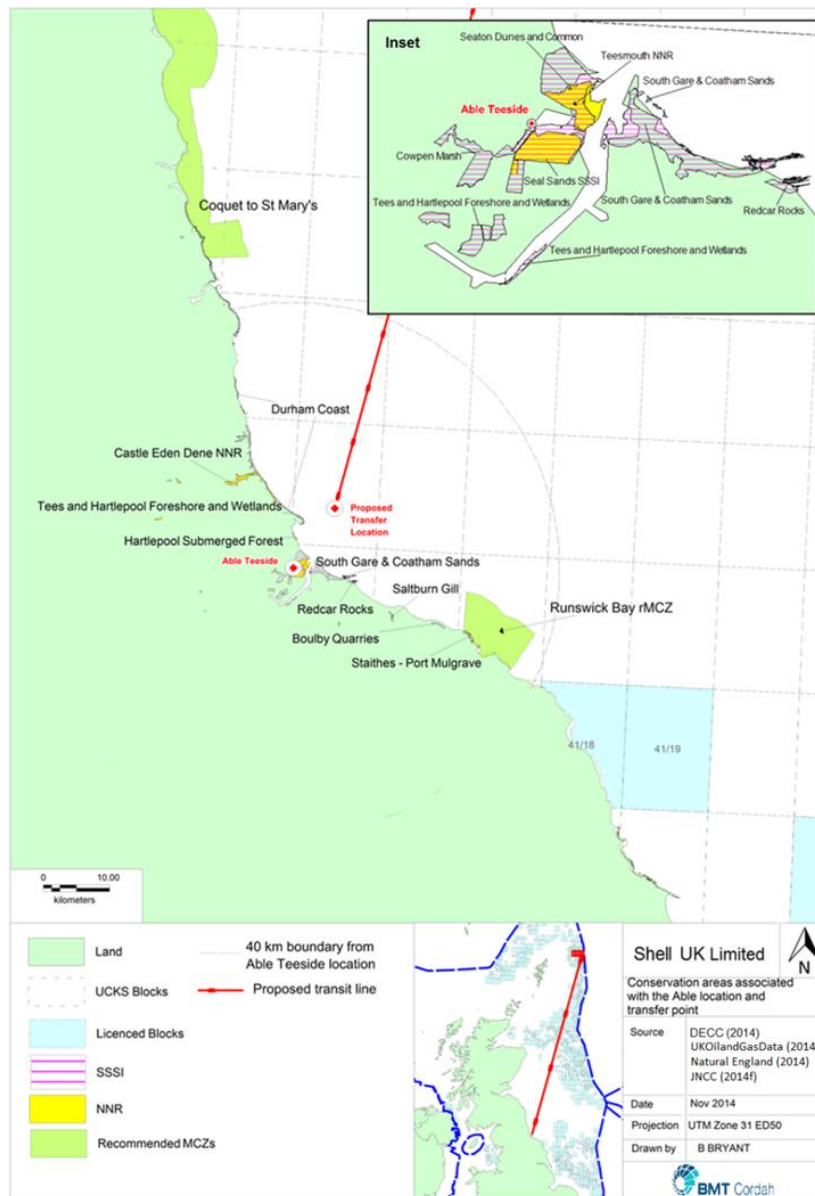 Inset
Seaton Dunes and Common
Teesmouth NNR
South Gare & Coatham Sands
Able Teeside
Cowpen Marsh
Seal Sands SSSI
Tees and Hartlepool Foreshore and Wetlands
South Gare & Coatham Sands
Redcar Rocks
Tees and Hartlepool Foreshore and Wetlands
Coquet to St Mary's
Durham Coast
Castle Eden Dene NNR
Tees and Hartlepool Foreshore and Wetlands
Proposed
Transfer
Location
Hartlepool Submerged Forest
Able Teeside
South Gare & Coatham Sands
Redcar Rocks
Saltburn Gill
Boulby Quarries
Runswick Bay rMCZ
Staithes - Port Mulgrave
41/18
41/19
0 10.00
kilometers
Land
UCKS Blocks
Licenced Blocks
SSSI
NNR
Recommended MCZs
40 km boundary from
Able Teeside location
Proposed transit line
Shell UK Limited
N
Conservation areas associated
with the Able location and
transfer point
Source DECC (2014)
UKOilandGasData (2014
Natural England (2014)
JNCC (2014f)
Date Nov 2014
Projection UTM Zone 31 ED50
Drawn by B BRYANT
BMT Cordah